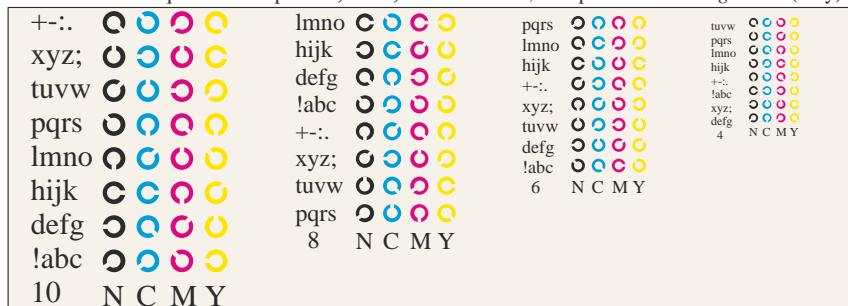 +-:.
xyz;
tuvw
pqrs
lmno
hijk
defg
!abc
10 N C M Y
lmno
hijk
defg
!abc
+-:.
xyz;
tuvw
pqrs
8 N C M Y
pqrs
lmno
hijk
+-:.
xyz;
tuvw
defg
!abc
6 N C M Y
tuvw
pqrs
lmno
hijk
+-:.
!abc
xyz;
defg
4 N C M Y